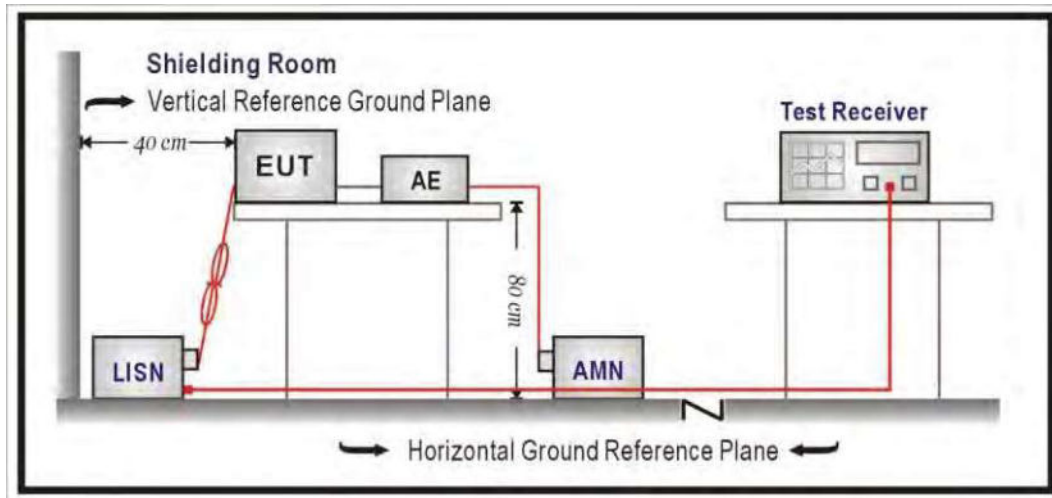 Shielding Room
Vertical Reference Ground Plane
40 cm
EUT
AE
Test Receiver
80 cm
LISN
AMN
Horizontal Ground Reference Plane